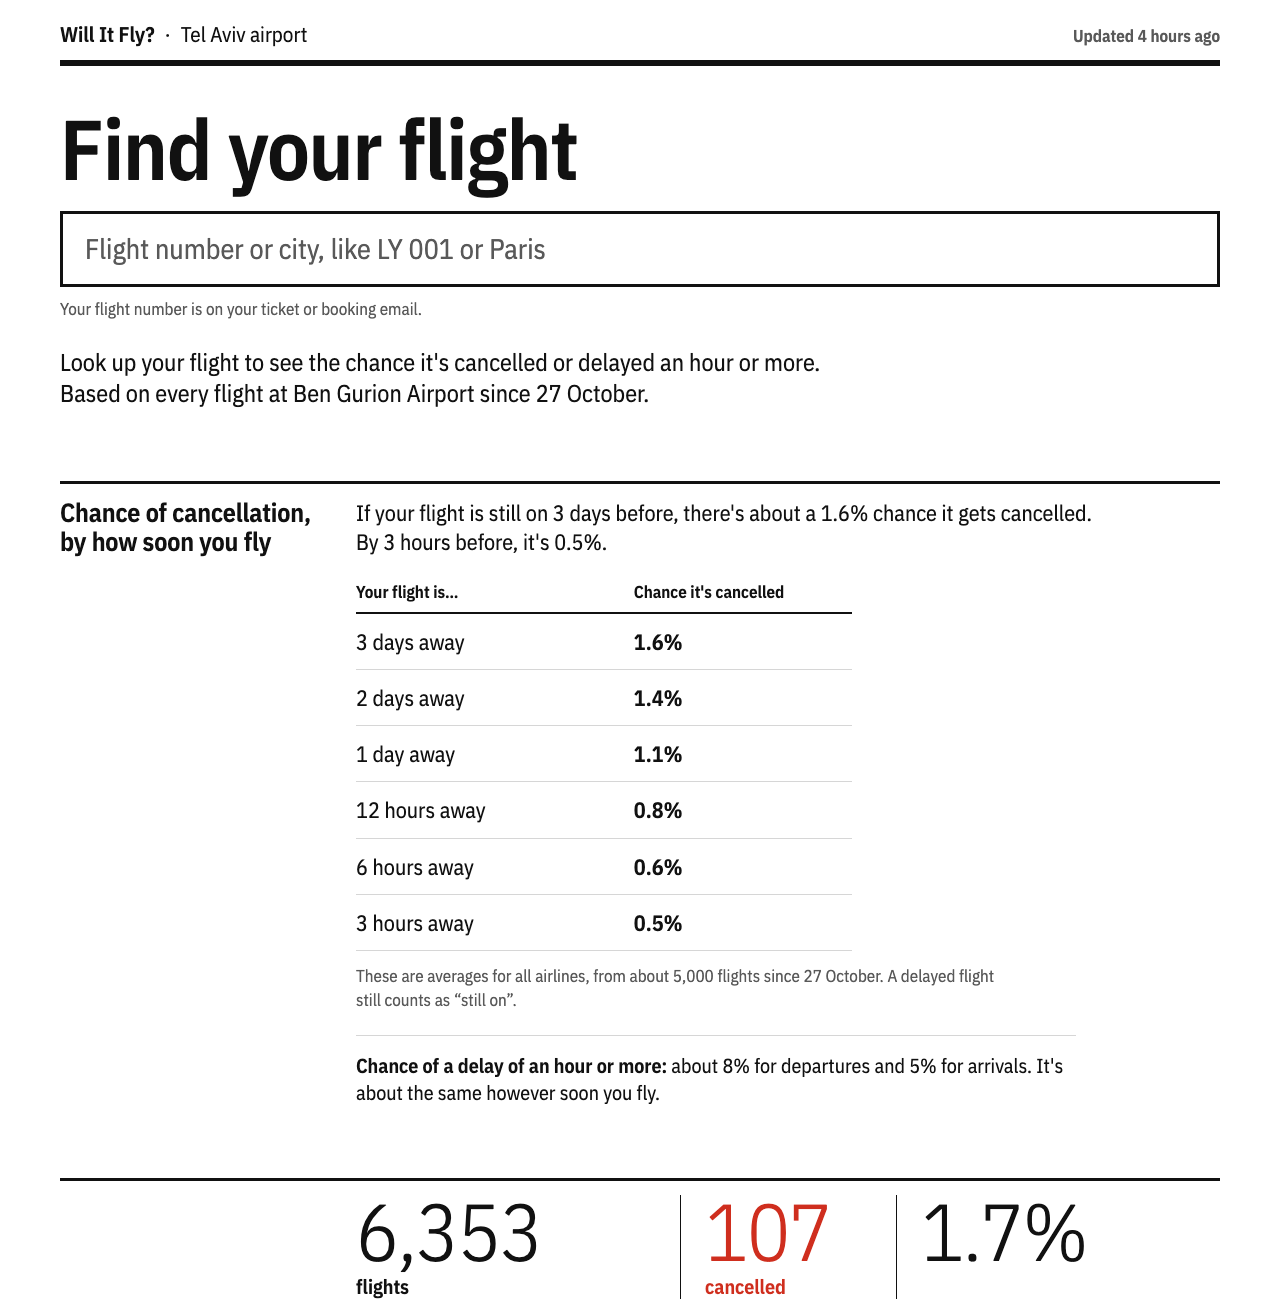 Will It Fly? · Tel Aviv airport
Updated 4 hours ago
Find your flight
Flight number or city, like LY 001 or Paris
Your flight number is on your ticket or booking email.
Look up your flight to see the chance it's cancelled or delayed an hour or more.
Based on every flight at Ben Gurion Airport since 27 October.
Chance of cancellation,
by how soon you fly
If your flight is still on 3 days before, there's about a 1.6% chance it gets cancelled.
By 3 hours before, it's 0.5%.
Your flight is... Chance it's cancelled
3 days away 1.6%
2 days away 1.4%
1 day away 1.1%
12 hours away 0.8%
6 hours away 0.6%
3 hours away 0.5%
These are averages for all airlines, from about 5,000 flights since 27 October. A delayed flight
still counts as “still on”.
Chance of a delay of an hour or more: about 8% for departures and 5% for arrivals. It's
about the same however soon you fly.
6,353 107 1.7%
flights cancelled